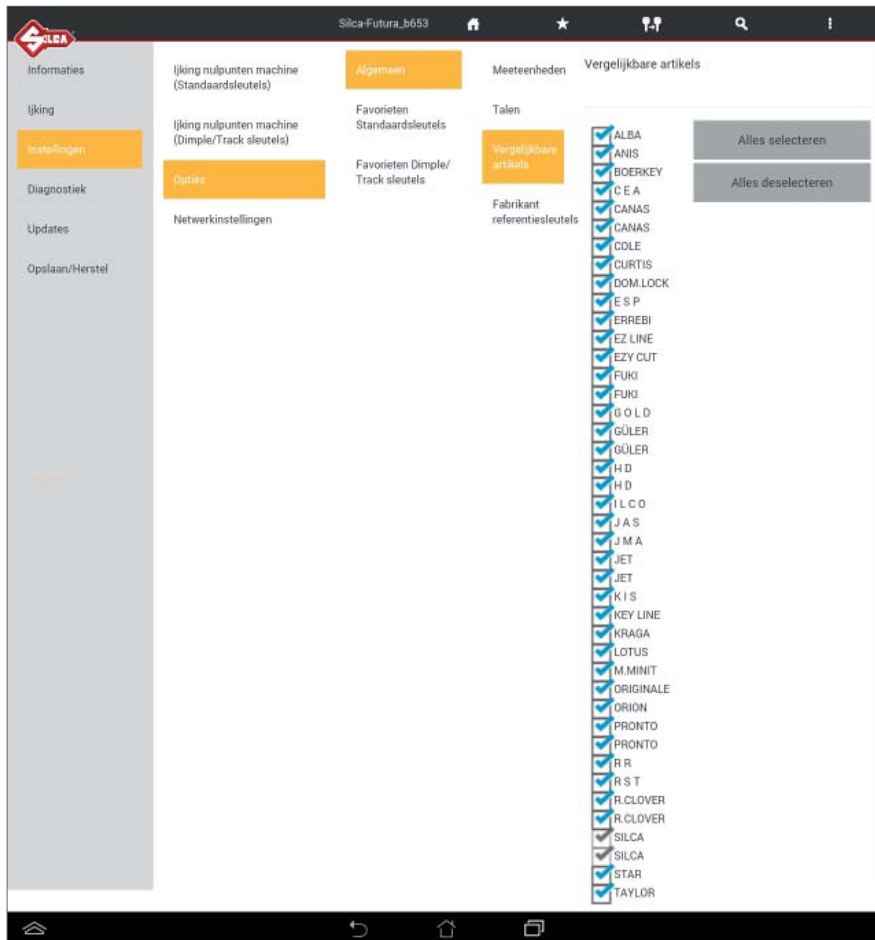 SILCA
Silca-Futura_b653
Informaties
Ijking
Instellingen
Diagnostiek
Updates
Opslaan/Herstel
Ijking nulpunten machine
(Standaardsleutels)
Ijking nulpunten machine
(Dimple/Track sleutels)
Opties
Netwerkinstellingen
Algemeen
Favorieten
Standaardsleutels
Favorieten Dimple/
Track sleutels
Meeteenheden
Talen
Vergelijkbare
artikels
Fabrikant
referentiesleutels
Vergelijkbare artikels
Alles selecteren
Alles deselecteren
ALBA
ANIS
BOERKEY
C E A
CANAS
CANAS
COLE
CURTIS
DOM.LOCK
E S P
ERREBI
EZ LINE
EZY CUT
FUKI
FUKI
G O L D
GÜLER
GÜLER
H D
H D
I L C O
J A S
J M A
JET
JET
K I S
KEY LINE
KRAGA
LOTUS
M.MINIT
ORIGINALE
ORION
PRONTO
PRONTO
R R
R S T
R.CLOVER
R.CLOVER
SILCA
SILCA
STAR
TAYLOR